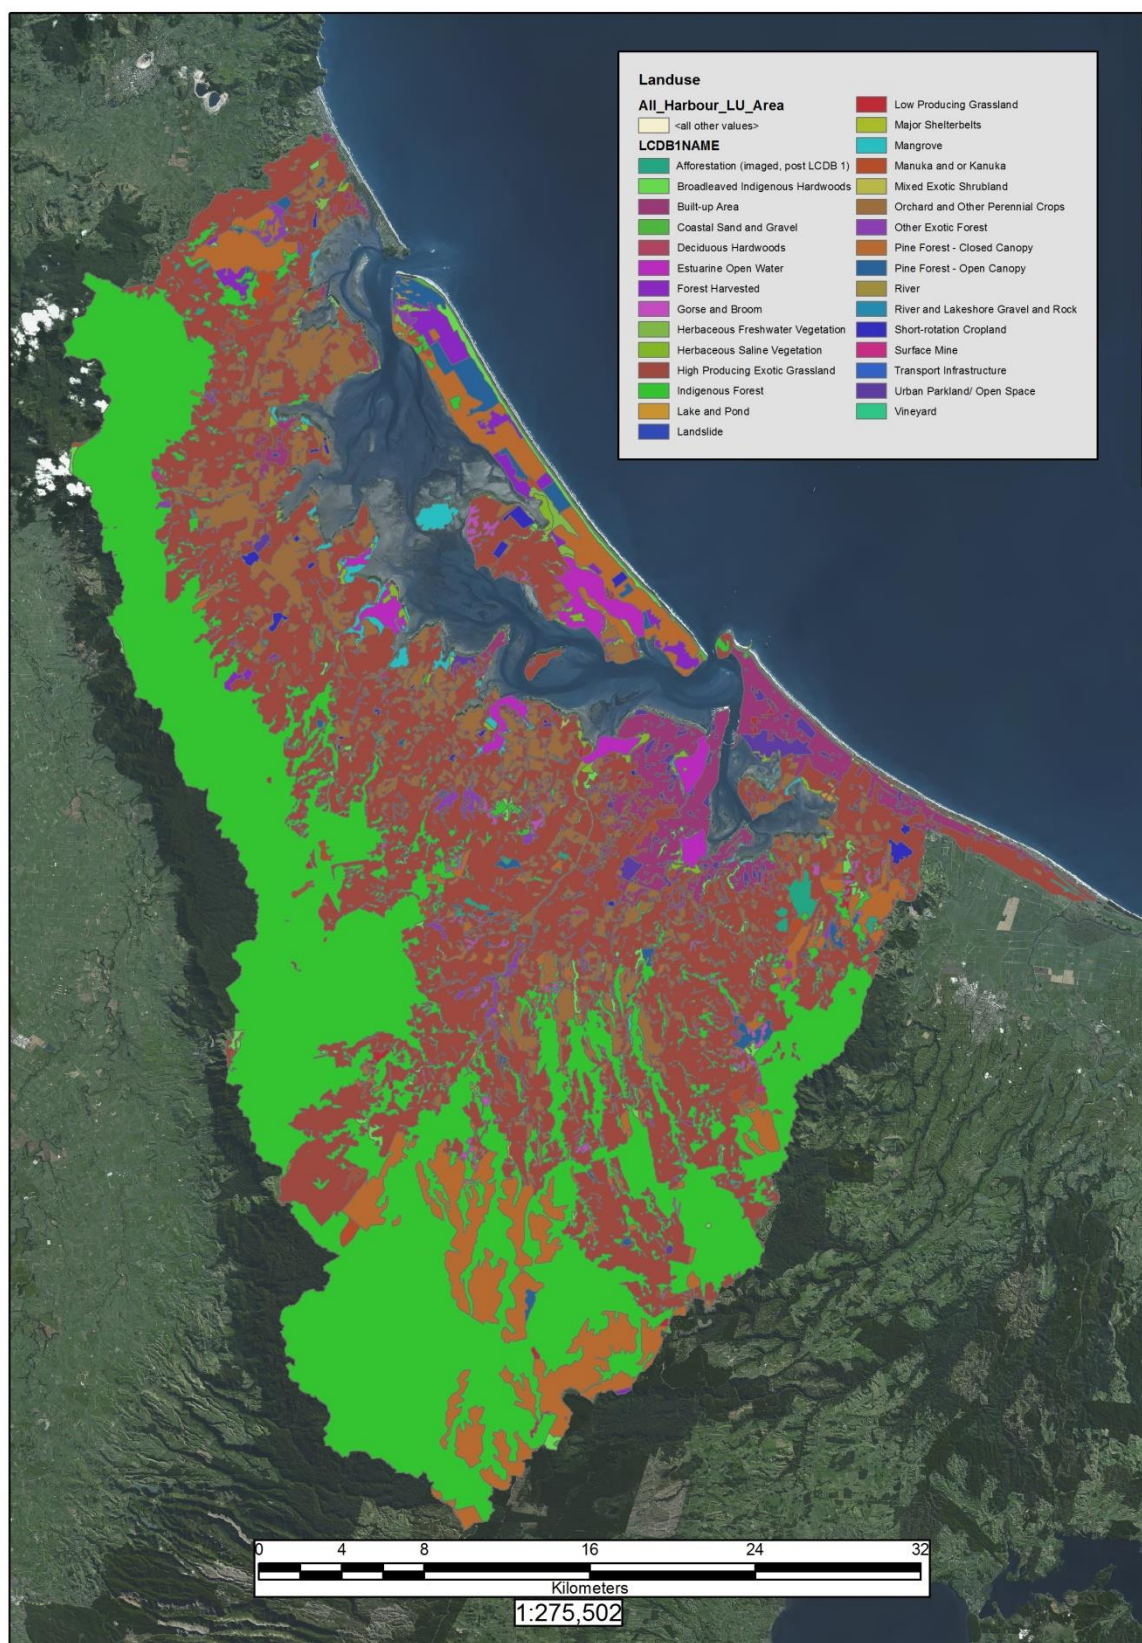 Landuse
All_Harbour_LU_Area
<all other values>
LCDB1NAME
Afforestation (imaged, post LCDB 1)
Broadleaved Indigenous Hardwoods
Built-up Area
Coastal Sand and Gravel
Deciduous Hardwoods
Estuarine Open Water
Forest Harvested
Gorse and Broom
Herbaceous Freshwater Vegetation
Herbaceous Saline Vegetation
High Producing Exotic Grassland
Indigenous Forest
Lake and Pond
Landslide
Low Producing Grassland
Major Shelterbelts
Mangrove
Manuka and or Kanuka
Mixed Exotic Shrubland
Orchard and Other Perennial Crops
Other Exotic Forest
Pine Forest - Closed Canopy
Pine Forest - Open Canopy
River
River and Lakeshore Gravel and Rock
Short-rotation Cropland
Surface Mine
Transport Infrastructure
Urban Parkland/ Open Space
Vineyard
0 4 8 16 24 32
Kilometers
1:275,502